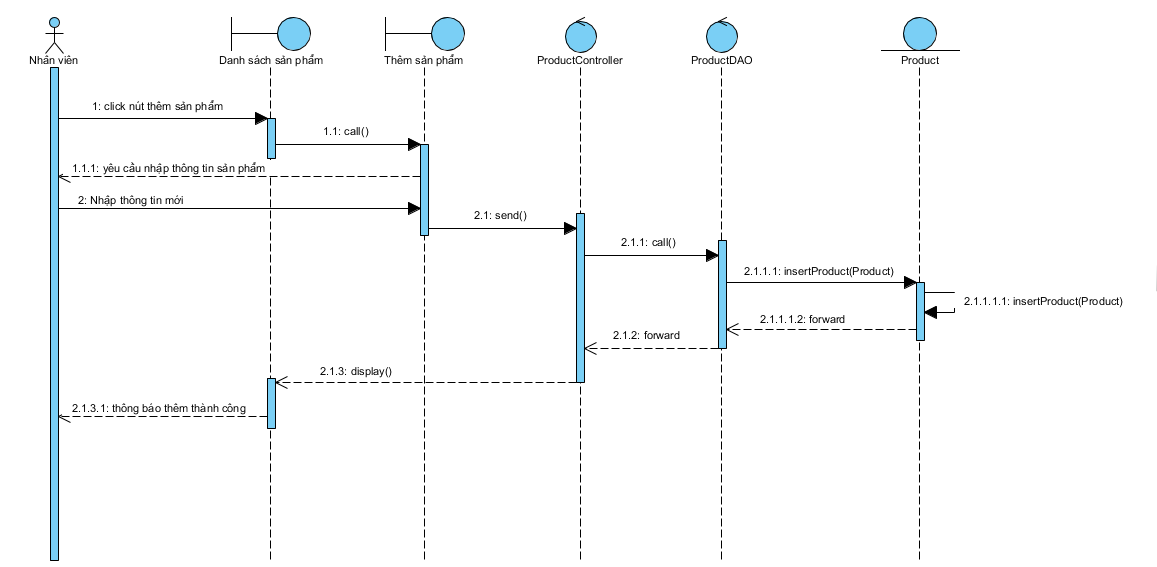 Nhân viên
Danh sách sản phẩm
Thêm sản phẩm
ProductController
ProductDAO
Product
1: click nút thêm sản phẩm
1.1: call()
1.1.1: yêu cầu nhập thông tin sản phẩm
2: Nhập thông tin mới
2.1: send()
2.1.1: call()
2.1.1.1: insertProduct(Product)
2.1.1.1.1: insertProduct(Product)
2.1.1.1.2: forward
2.1.2: forward
2.1.3: display()
2.1.3.1: thông báo thêm thành công